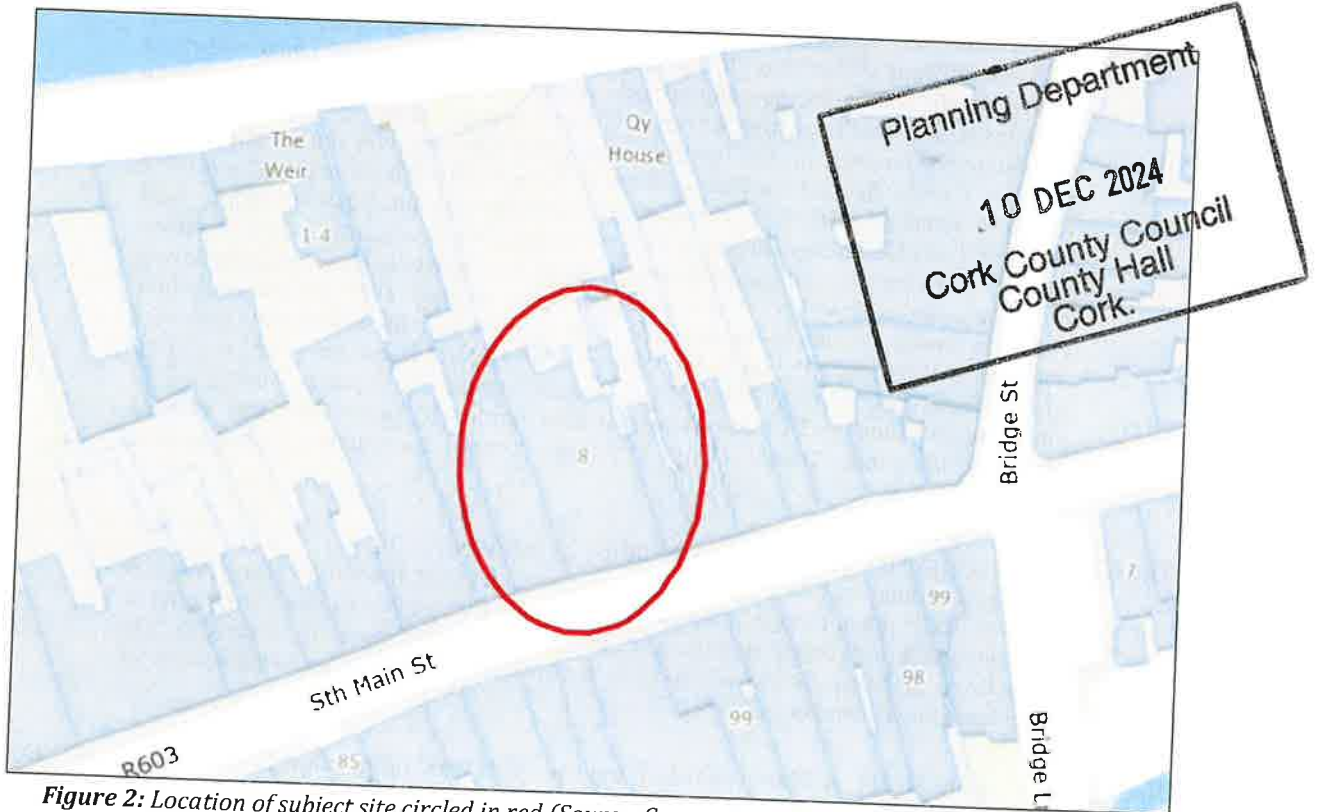 The
Weir
1-4
Qy
House
Planning Department
10 DEC 2024
Cork County Council
County Hall
Cork.
8
Bridge St
Sth Main St
R603
85
99
99
98
7
Bridge L
Figure 2: Location of subject site circled in red (Source: